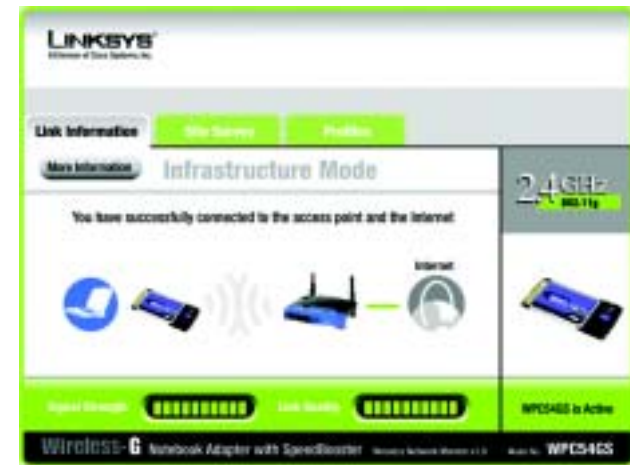 LINKSYS
A Division of Cisco Systems, Inc.
Link Information
Site Survey
Profiles
More Information
Infrastructure Mode
2,4 GHz
802.11g
You have successfully connected to the access point and the Internet
Internet
Signal Strength
Link Quality
WPC54GS is Active
WIRELESS-G Notebook Adapter with SpeedBooster
WPC54GS